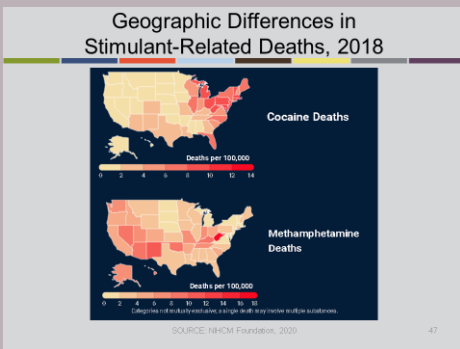 Geographic Differences in
Stimulant-Related Deaths, 2018
Cocaine Deaths
Deaths per 100,000
0 2 4 6 8 10 12 14
Methamphetamine
Deaths
Deaths per 100,000
0 2 4 6 8 10 12 14 16 18
Categories not mutually exclusive; a single death may involve multiple substances.
SOURCE: NIHCM Foundation, 2020
47